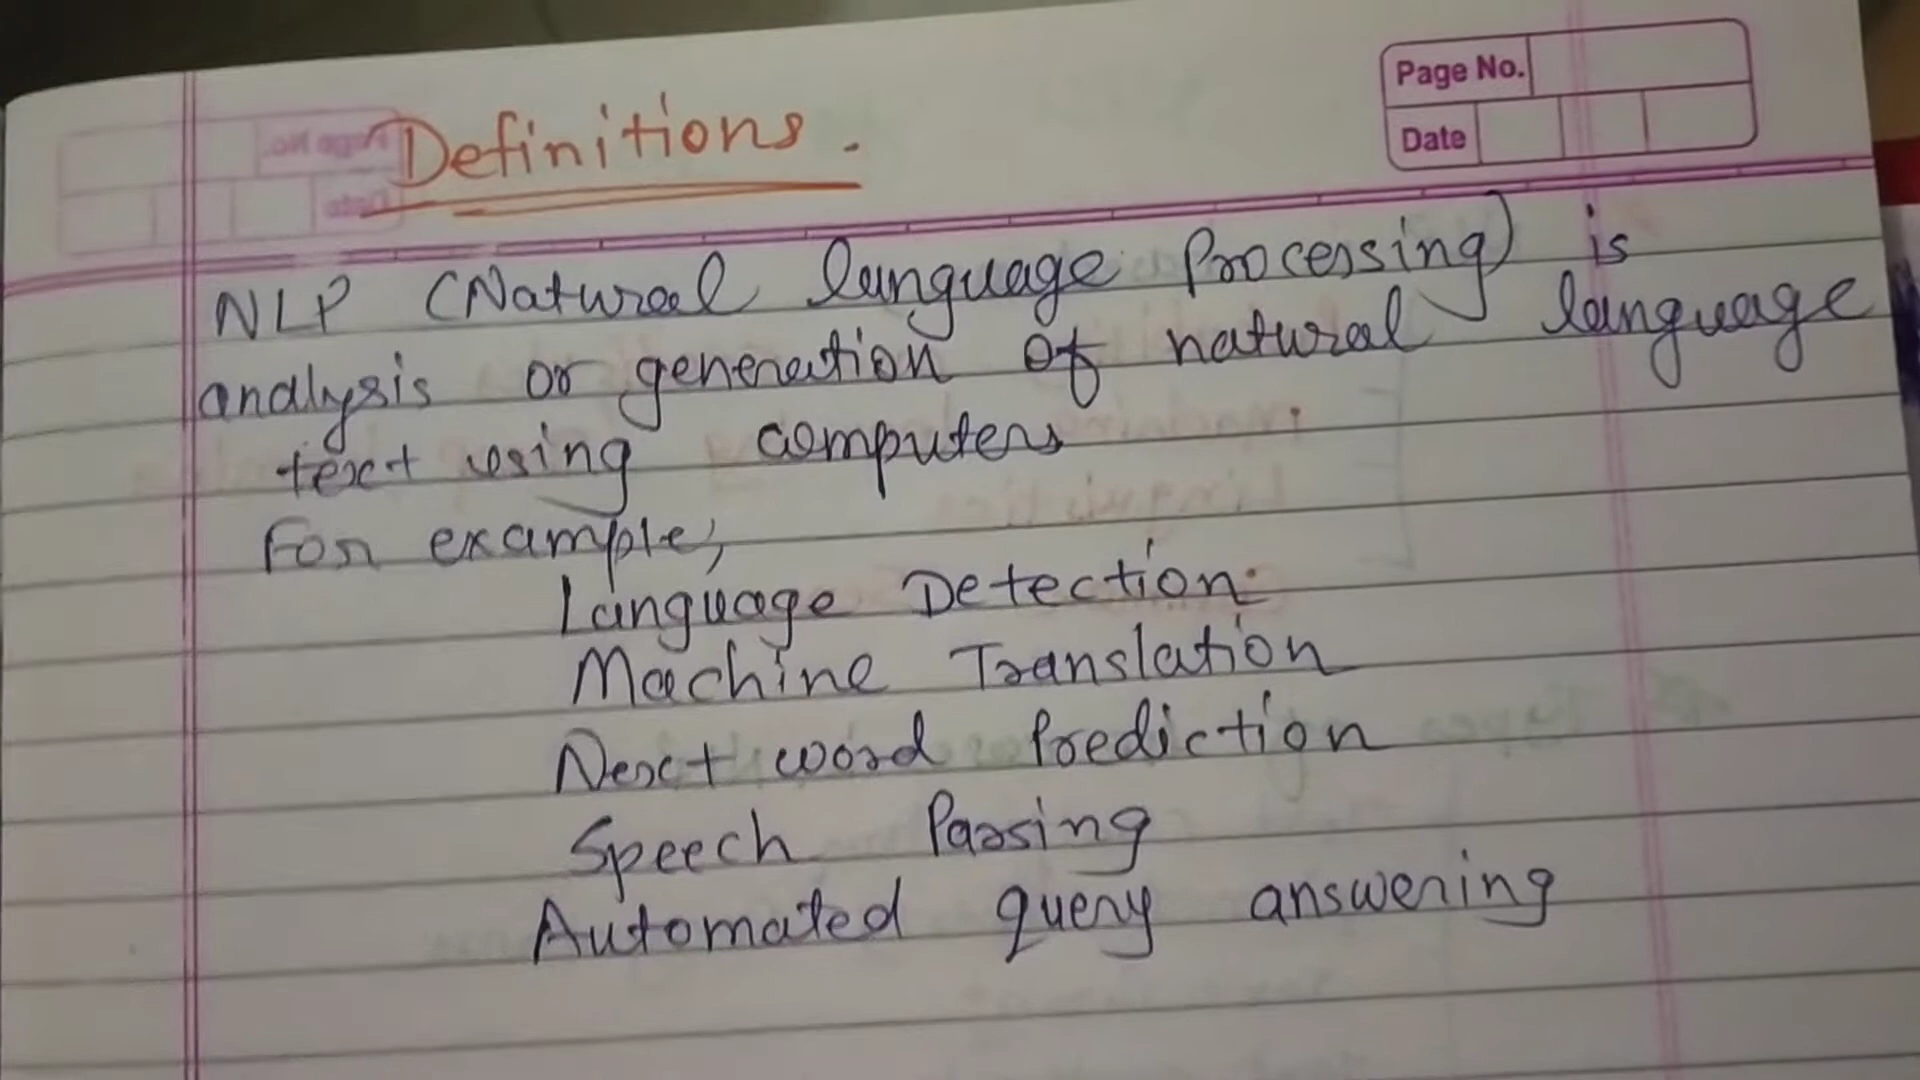 Page No.
Date
Definitions.
NLP (Natural language Processing) is
analysis or generation of natural language
text using computers
For example,
Language Detection
Machine Translation
Next word Prediction
Speech Parsing
Automated query answering